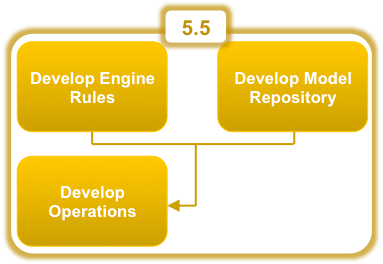 5.5
Develop Engine
Rules
Develop Model
Repository
Develop
Operations